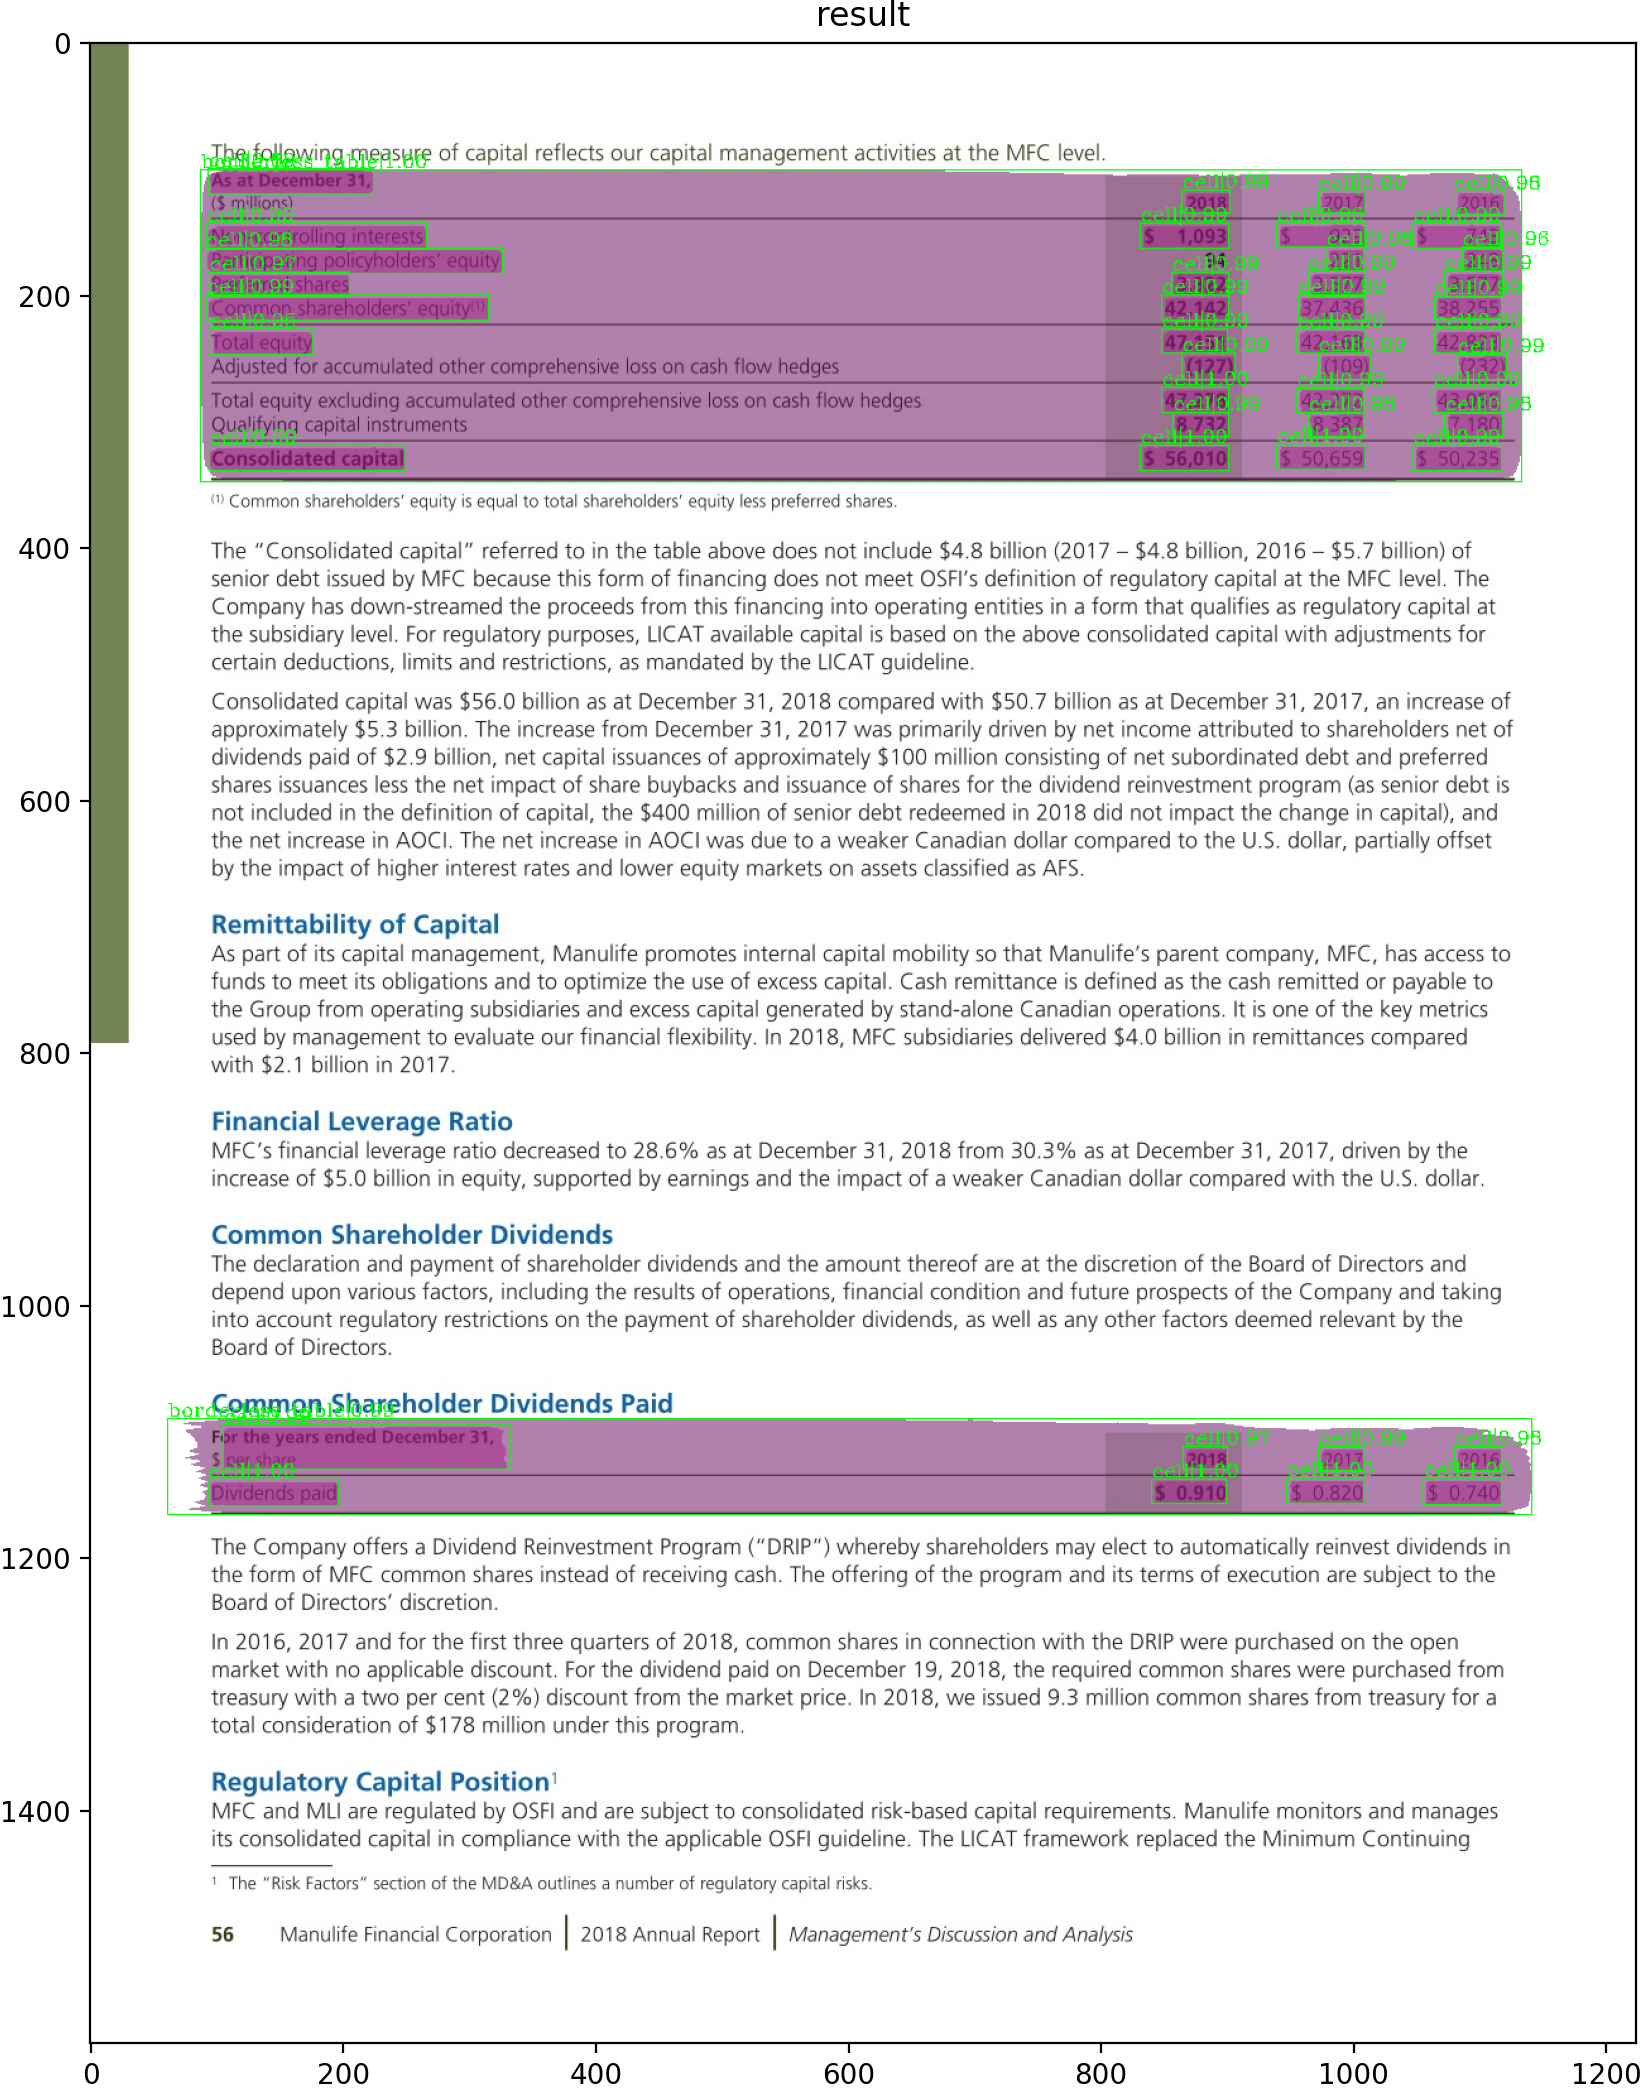 result
The following measure of capital reflects our capital management activities at the MFC level.
borderless_table|1.00
As at December 31,
($ millions) 2018 2017 2016
Non-controlling interests $ 1,093 $ $
Participating policyholders' equity 94
Preferred shares
Common shareholders' equity(1) 42,142 37,436 38,255
Total equity
Adjusted for accumulated other comprehensive loss on cash flow hedges (127) (109) (232)
Total equity excluding accumulated other comprehensive loss on cash flow hedges
Qualifying capital instruments 8,732 8,387 7,180
Consolidated capital $ 56,010 $ 50,659 $ 50,235
(1) Common shareholders' equity is equal to total shareholders' equity less preferred shares.
The “Consolidated capital” referred to in the table above does not include $4.8 billion (2017 – $4.8 billion, 2016 – $5.7 billion) of
senior debt issued by MFC because this form of financing does not meet OSFI's definition of regulatory capital at the MFC level. The
Company has down-streamed the proceeds from this financing into operating entities in a form that qualifies as regulatory capital at
the subsidiary level. For regulatory purposes, LICAT available capital is based on the above consolidated capital with adjustments for
certain deductions, limits and restrictions, as mandated by the LICAT guideline.
Consolidated capital was $56.0 billion as at December 31, 2018 compared with $50.7 billion as at December 31, 2017, an increase of
approximately $5.3 billion. The increase from December 31, 2017 was primarily driven by net income attributed to shareholders net of
dividends paid of $2.9 billion, net capital issuances of approximately $100 million consisting of net subordinated debt and preferred
shares issuances less the net impact of share buybacks and issuance of shares for the dividend reinvestment program (as senior debt is
not included in the definition of capital, the $400 million of senior debt redeemed in 2018 did not impact the change in capital), and
the net increase in AOCI. The net increase in AOCI was due to a weaker Canadian dollar compared to the U.S. dollar, partially offset
by the impact of higher interest rates and lower equity markets on assets classified as AFS.
Remittability of Capital
As part of its capital management, Manulife promotes internal capital mobility so that Manulife's parent company, MFC, has access to
funds to meet its obligations and to optimize the use of excess capital. Cash remittance is defined as the cash remitted or payable to
the Group from operating subsidiaries and excess capital generated by stand-alone Canadian operations. It is one of the key metrics
used by management to evaluate our financial flexibility. In 2018, MFC subsidiaries delivered $4.0 billion in remittances compared
with $2.1 billion in 2017.
Financial Leverage Ratio
MFC's financial leverage ratio decreased to 28.6% as at December 31, 2018 from 30.3% as at December 31, 2017, driven by the
increase of $5.0 billion in equity, supported by earnings and the impact of a weaker Canadian dollar compared with the U.S. dollar.
Common Shareholder Dividends
The declaration and payment of shareholder dividends and the amount thereof are at the discretion of the Board of Directors and
depend upon various factors, including the results of operations, financial condition and future prospects of the Company and taking
into account regulatory restrictions on the payment of shareholder dividends, as well as any other factors deemed relevant by the
Board of Directors.
Common Shareholder Dividends Paid
borderless_table|0.99
For the years ended December 31,
$ per share 2018 2017 2016
Dividends paid $ 0.910 $ 0.820 $ 0.740
The Company offers a Dividend Reinvestment Program (“DRIP”) whereby shareholders may elect to automatically reinvest dividends in
the form of MFC common shares instead of receiving cash. The offering of the program and its terms of execution are subject to the
Board of Directors' discretion.
In 2016, 2017 and for the first three quarters of 2018, common shares in connection with the DRIP were purchased on the open
market with no applicable discount. For the dividend paid on December 19, 2018, the required common shares were purchased from
treasury with a two per cent (2%) discount from the market price. In 2018, we issued 9.3 million common shares from treasury for a
total consideration of $178 million under this program.
Regulatory Capital Position1
MFC and MLI are regulated by OSFI and are subject to consolidated risk-based capital requirements. Manulife monitors and manages
its consolidated capital in compliance with the applicable OSFI guideline. The LICAT framework replaced the Minimum Continuing
1 The “Risk Factors” section of the MD&A outlines a number of regulatory capital risks.
56 Manulife Financial Corporation 2018 Annual Report Management's Discussion and Analysis
0
200
400
600
800
1000
1200
1400
0 200 400 600 800 1000 1200